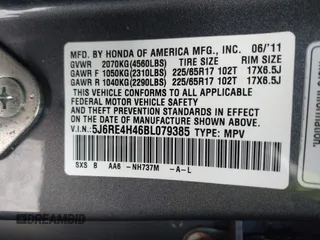 MFD. BY HONDA OF AMERICA MFG., INC. 06/'11
GVWR 2070KG(4560LBS) TIRE SIZE RIM SIZE
GAWR F 1050KG(2310LBS) 225/65R17 102T 17X6.5J
GAWR R 1040KG(2290LBS) 225/65R17 102T 17X6.5J
THIS VEHICLE CONFORMS TO ALL APPLICABLE
FEDERAL MOTOR VEHICLE SAFETY, BUMPER,
AND THEFT PREVENTION STANDARDS IN EFFECT ON
THE DATE OF MANUFACTURE SHOWN ABOVE.
V.I.N:5J6RE4H46BL079385 TYPE: MPV
SXS B AA6 -NH737M -A-L
DREAMBID